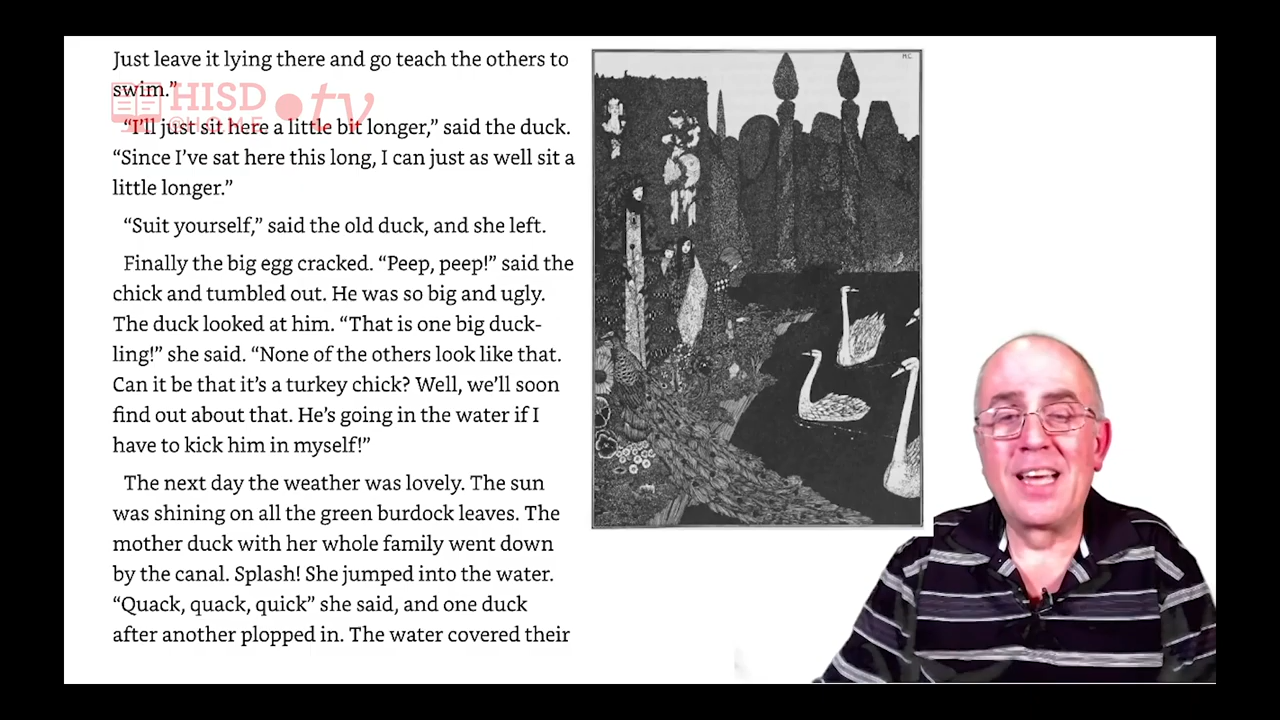 Just leave it lying there and go teach the others to
swim.”
HISD
@HOME
tv
“I’ll just sit here a little bit longer,” said the duck.
“Since I’ve sat here this long, I can just as well sit a
little longer.”
“Suit yourself,” said the old duck, and she left.
Finally the big egg cracked. “Peep, peep!” said the
chick and tumbled out. He was so big and ugly.
The duck looked at him. “That is one big duck-
ling!” she said. “None of the others look like that.
Can it be that it’s a turkey chick? Well, we’ll soon
find out about that. He’s going in the water if I
have to kick him in myself!”
The next day the weather was lovely. The sun
was shining on all the green burdock leaves. The
mother duck with her whole family went down
by the canal. Splash! She jumped into the water.
“Quack, quack, quick” she said, and one duck
after another plopped in. The water covered their